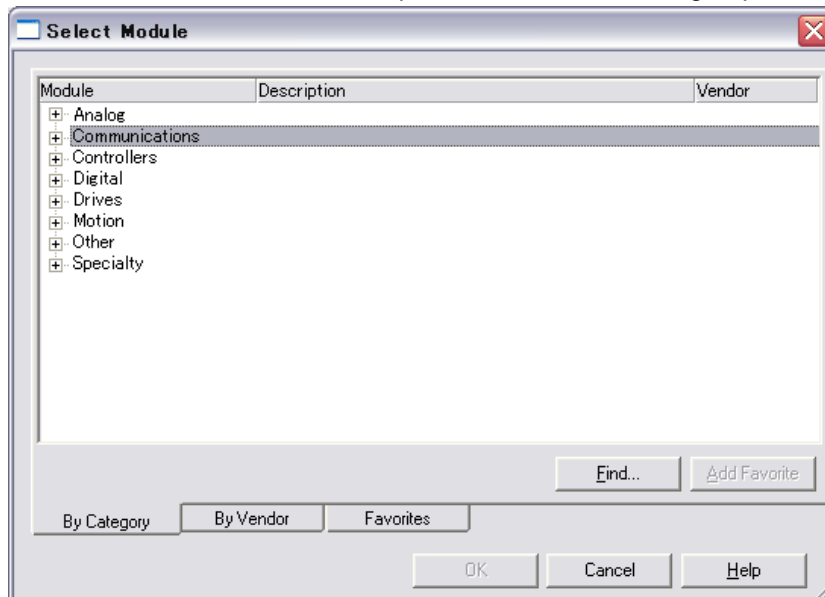 Select Module
Module Description Vendor
Analog
Communications
Controllers
Digital
Drives
Motion
Other
Specialty
Find... Add Favorite
By Category By Vendor Favorites
OK Cancel Help